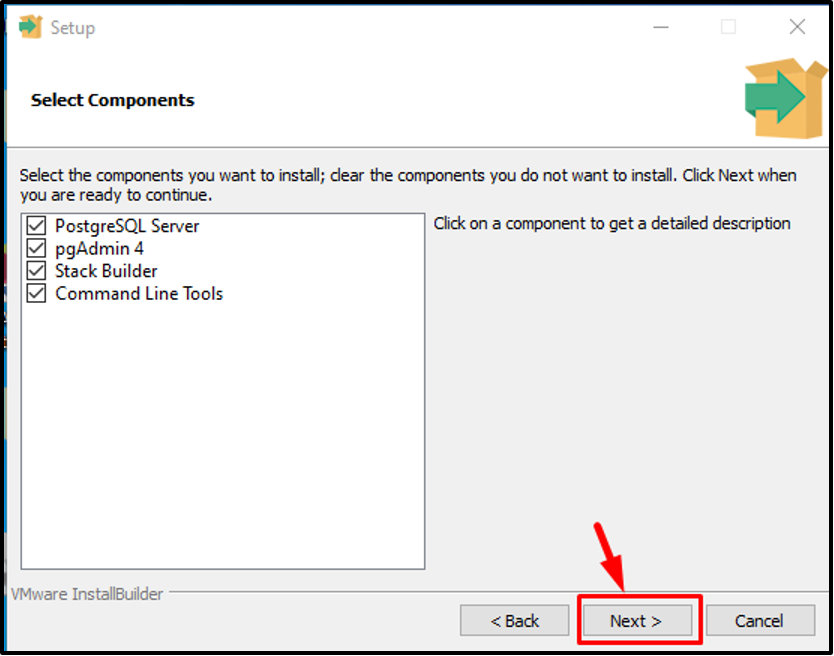 Setup
Select Components
Select the components you want to install; clear the components you do not want to install. Click Next when
you are ready to continue.
PostgreSQL Server
pgAdmin 4
Stack Builder
Command Line Tools
Click on a component to get a detailed description
VMware InstallBuilder
< Back
Next >
Cancel